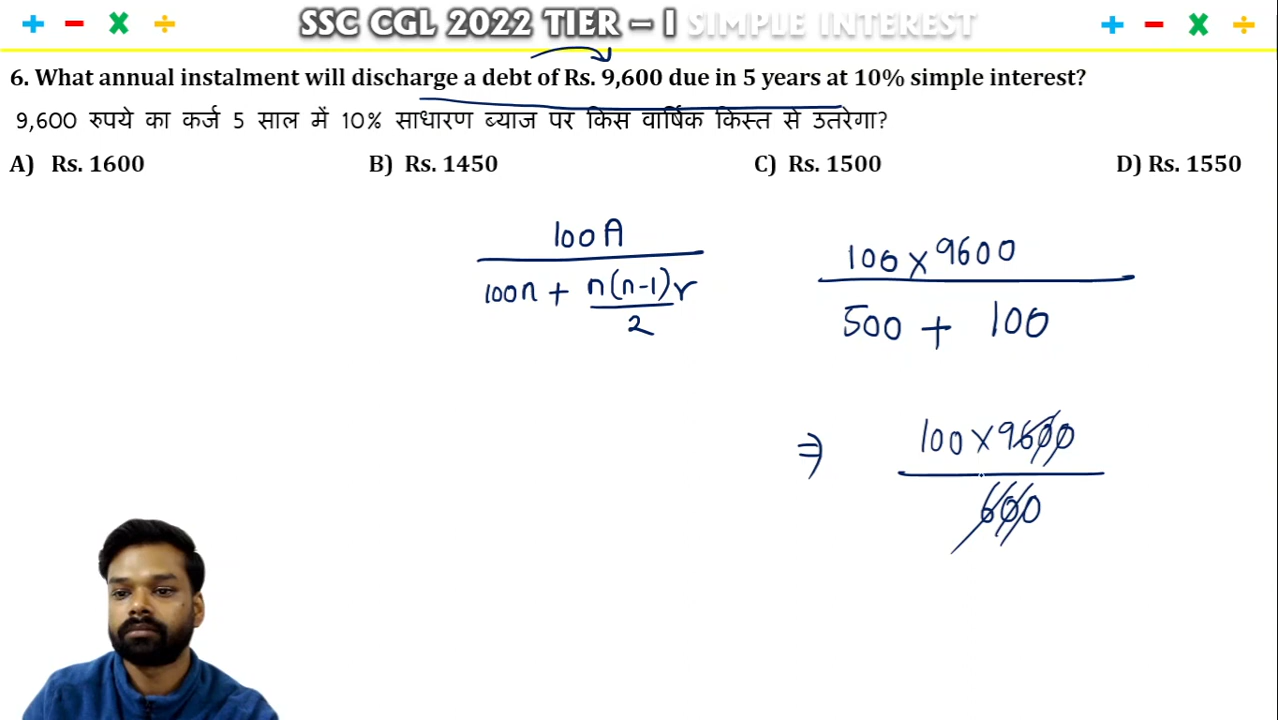 + - × ÷ SSC CGL 2022 TIER – I SIMPLE INTEREST + - × ÷
6. What annual instalment will discharge a debt of Rs. 9,600 due in 5 years at 10% simple interest?
9,600 रुपये का कर्ज 5 साल में 10% साधारण ब्याज पर किस वार्षिक किस्त से उतरेगा?
A) Rs. 1600 B) Rs. 1450 C) Rs. 1500 D) Rs. 1550
100A
100n + n(n-1)r
2
100 × 9600
500 + 100
⇒ 100 × 9600
600